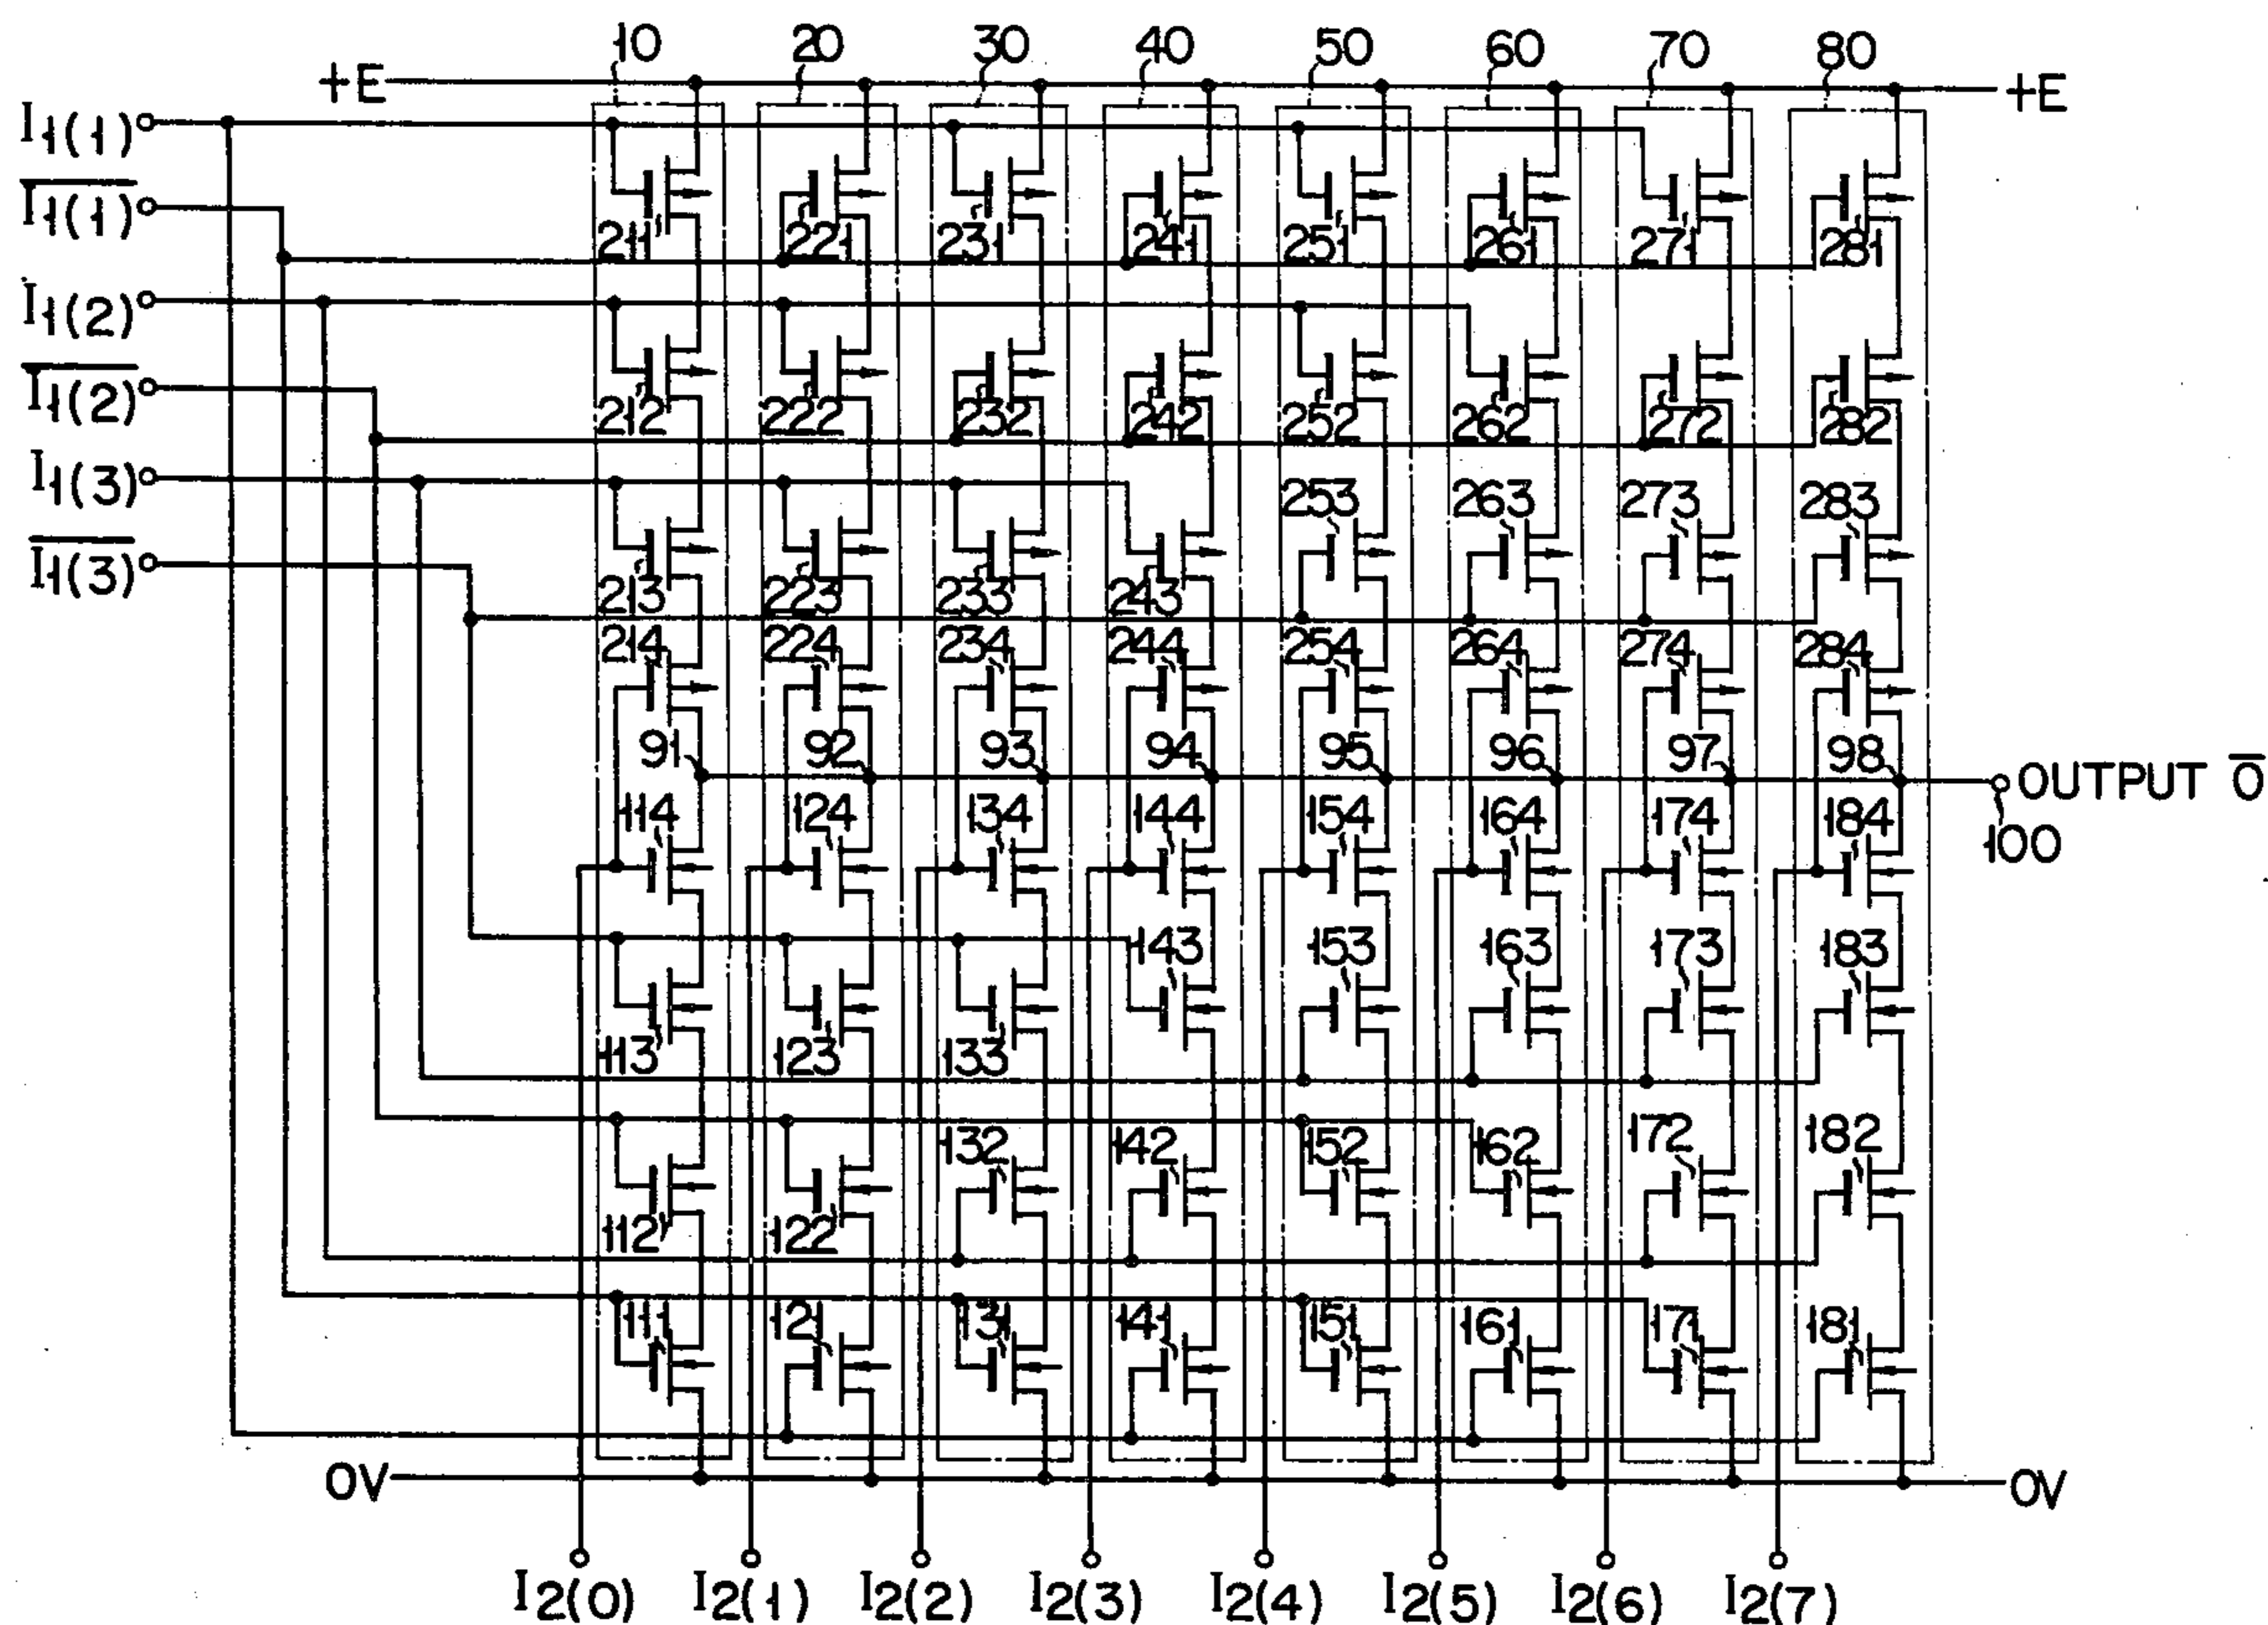 10 20 30 40 50 60 70 80
+E +E
I1(1)
I̅1(1)
211 221 231 241 251 261 271 281
I1(2)
I̅1(2)
212 222 232 242 252 262 272 282
I1(3)
253 263 273 283
I̅1(3)
213 223 233 243
214 224 234 244 254 264 274 284
91 92 93 94 95 96 97 98
OUTPUT O̅
100
114 124 134 144 154 164 174 184
143 153 163 173 183
113 123 133
132 142 152 162 172 182
112 122
111 121 131 141 151 161 171 181
0V 0V
I2(0) I2(1) I2(2) I2(3) I2(4) I2(5) I2(6) I2(7)